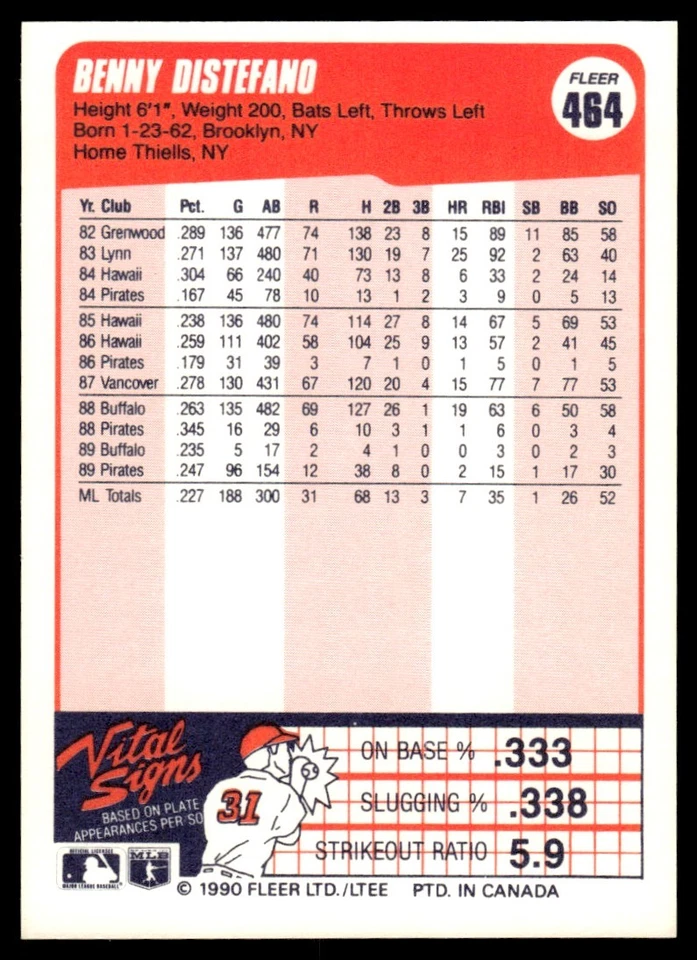 BENNY DISTEFANO
Height 6'1", Weight 200, Bats Left, Throws Left
Born 1-23-62, Brooklyn, NY
Home Thiells, NY
FLEER
464
Yr. Club Pct. G AB R H 2B 3B HR RBI SB BB SO
82 Grenwood .289 136 477 74 138 23 8 15 89 11 85 58
83 Lynn .271 137 480 71 130 19 7 25 92 2 63 40
84 Hawaii .304 66 240 40 73 13 8 6 33 2 24 14
84 Pirates .167 45 78 10 13 1 2 3 9 0 5 13
85 Hawaii .238 136 480 74 114 27 8 14 67 5 69 53
86 Hawaii .259 111 402 58 104 25 9 13 57 2 41 45
86 Pirates .179 31 39 3 7 1 0 1 5 0 1 5
87 Vancover .278 130 431 67 120 20 4 15 77 7 77 53
88 Buffalo .263 135 482 69 127 26 1 19 63 6 50 58
88 Pirates .345 16 29 6 10 3 1 1 6 0 3 4
89 Buffalo .235 5 17 2 4 1 0 0 3 0 2 3
89 Pirates .247 96 154 12 38 8 0 2 15 1 17 30
ML Totals .227 188 300 31 68 13 3 7 35 1 26 52
Vital
Signs
BASED ON PLATE
APPEARANCES PER/SO
31
ON BASE % .333
SLUGGING % .338
STRIKEOUT RATIO 5.9
OFFICIAL LICENSEE
MAJOR LEAGUE BASEBALL
MLB
© 1990 FLEER LTD./LTEE PTD. IN CANADA